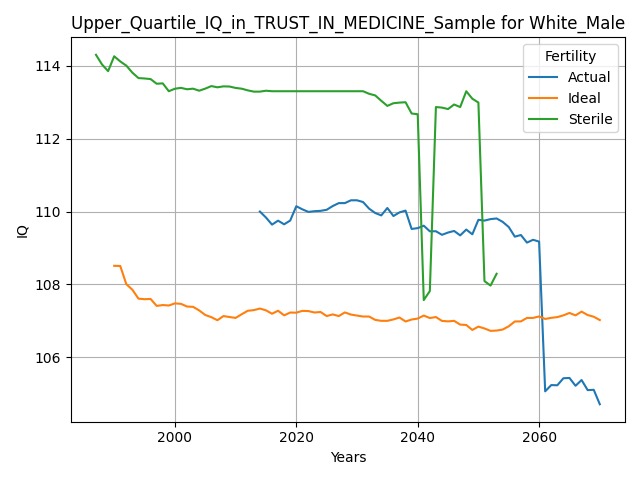 Upper_Quartile_IQ_in_TRUST_IN_MEDICINE_Sample for White_Male
Fertility
Actual
Ideal
Sterile
IQ
114
112
110
108
106
2000
2020
2040
2060
Years